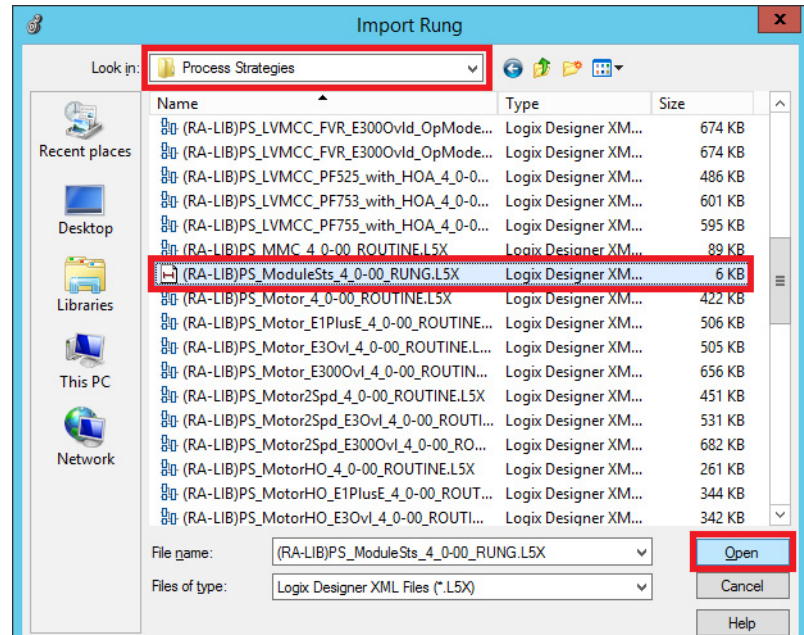 Import Rung
x
Look in: Process Strategies
Name Type Size
(RA-LIB)PS_LVMCC_FVR_E300Ovld_OpMode... Logix Designer XM... 674 KB
(RA-LIB)PS_LVMCC_FVR_E300Ovld_OpMode... Logix Designer XM... 674 KB
(RA-LIB)PS_LVMCC_PF525_with_HOA_4_0-0... Logix Designer XM... 486 KB
(RA-LIB)PS_LVMCC_PF753_with_HOA_4_0-0... Logix Designer XM... 601 KB
(RA-LIB)PS_LVMCC_PF755_with_HOA_4_0-0... Logix Designer XM... 595 KB
(RA-LIB)PS_MMC_4_0-00_ROUTINE.L5X Logix Designer XM... 89 KB
(RA-LIB)PS_ModuleSts_4_0-00_RUNG.L5X Logix Designer XM... 6 KB
(RA-LIB)PS_Motor_4_0-00_ROUTINE.L5X Logix Designer XM... 422 KB
(RA-LIB)PS_Motor_E1PlusE_4_0-00_ROUTINE... Logix Designer XM... 506 KB
(RA-LIB)PS_Motor_E3Ovl_4_0-00_ROUTINE.L... Logix Designer XM... 505 KB
(RA-LIB)PS_Motor_E300Ovl_4_0-00_ROUTIN... Logix Designer XM... 656 KB
(RA-LIB)PS_Motor2Spd_4_0-00_ROUTINE.L5X Logix Designer XM... 451 KB
(RA-LIB)PS_Motor2Spd_E3Ovl_4_0-00_ROUTI... Logix Designer XM... 531 KB
(RA-LIB)PS_Motor2Spd_E300Ovl_4_0-00_RO... Logix Designer XM... 682 KB
(RA-LIB)PS_MotorHO_4_0-00_ROUTINE.L5X Logix Designer XM... 261 KB
(RA-LIB)PS_MotorHO_E1PlusE_4_0-00_ROUT... Logix Designer XM... 344 KB
(RA-LIB)PS_MotorHO_E3Ovl_4_0-00_ROUTI... Logix Designer XM... 342 KB
Recent places
Desktop
Libraries
This PC
Network
File name: (RA-LIB)PS_ModuleSts_4_0-00_RUNG.L5X Open
Files of type: Logix Designer XML Files (*.L5X) Cancel
Help